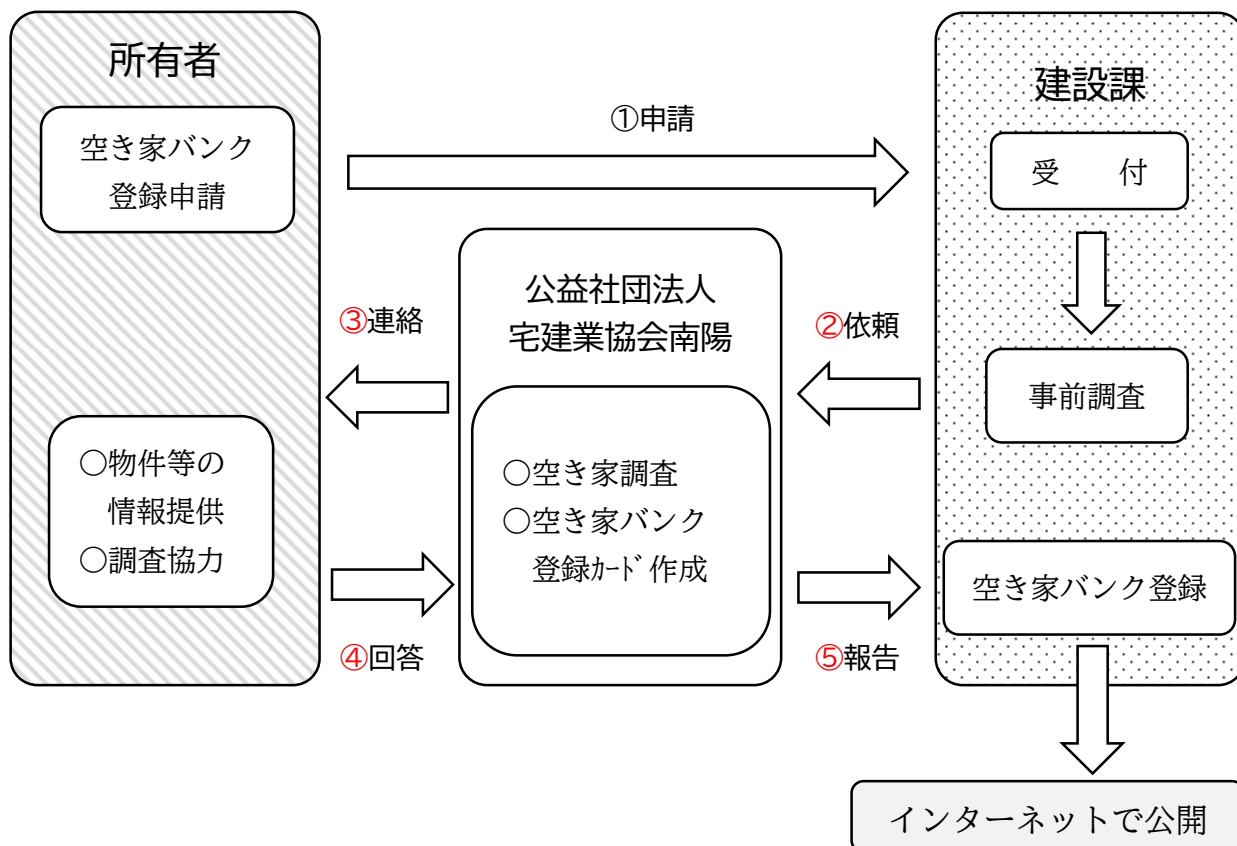 所有者
空き家バンク
登録申請
①申請
建設課
受　　付
公益社団法人
宅建業協会南陽
③連絡
②依頼
事前調査
○物件等の
情報提供
○調査協力
○空き家調査
○空き家バンク
登録ｶｰﾄﾞ作成
空き家バンク登録
④回答
⑤報告
インターネットで公開